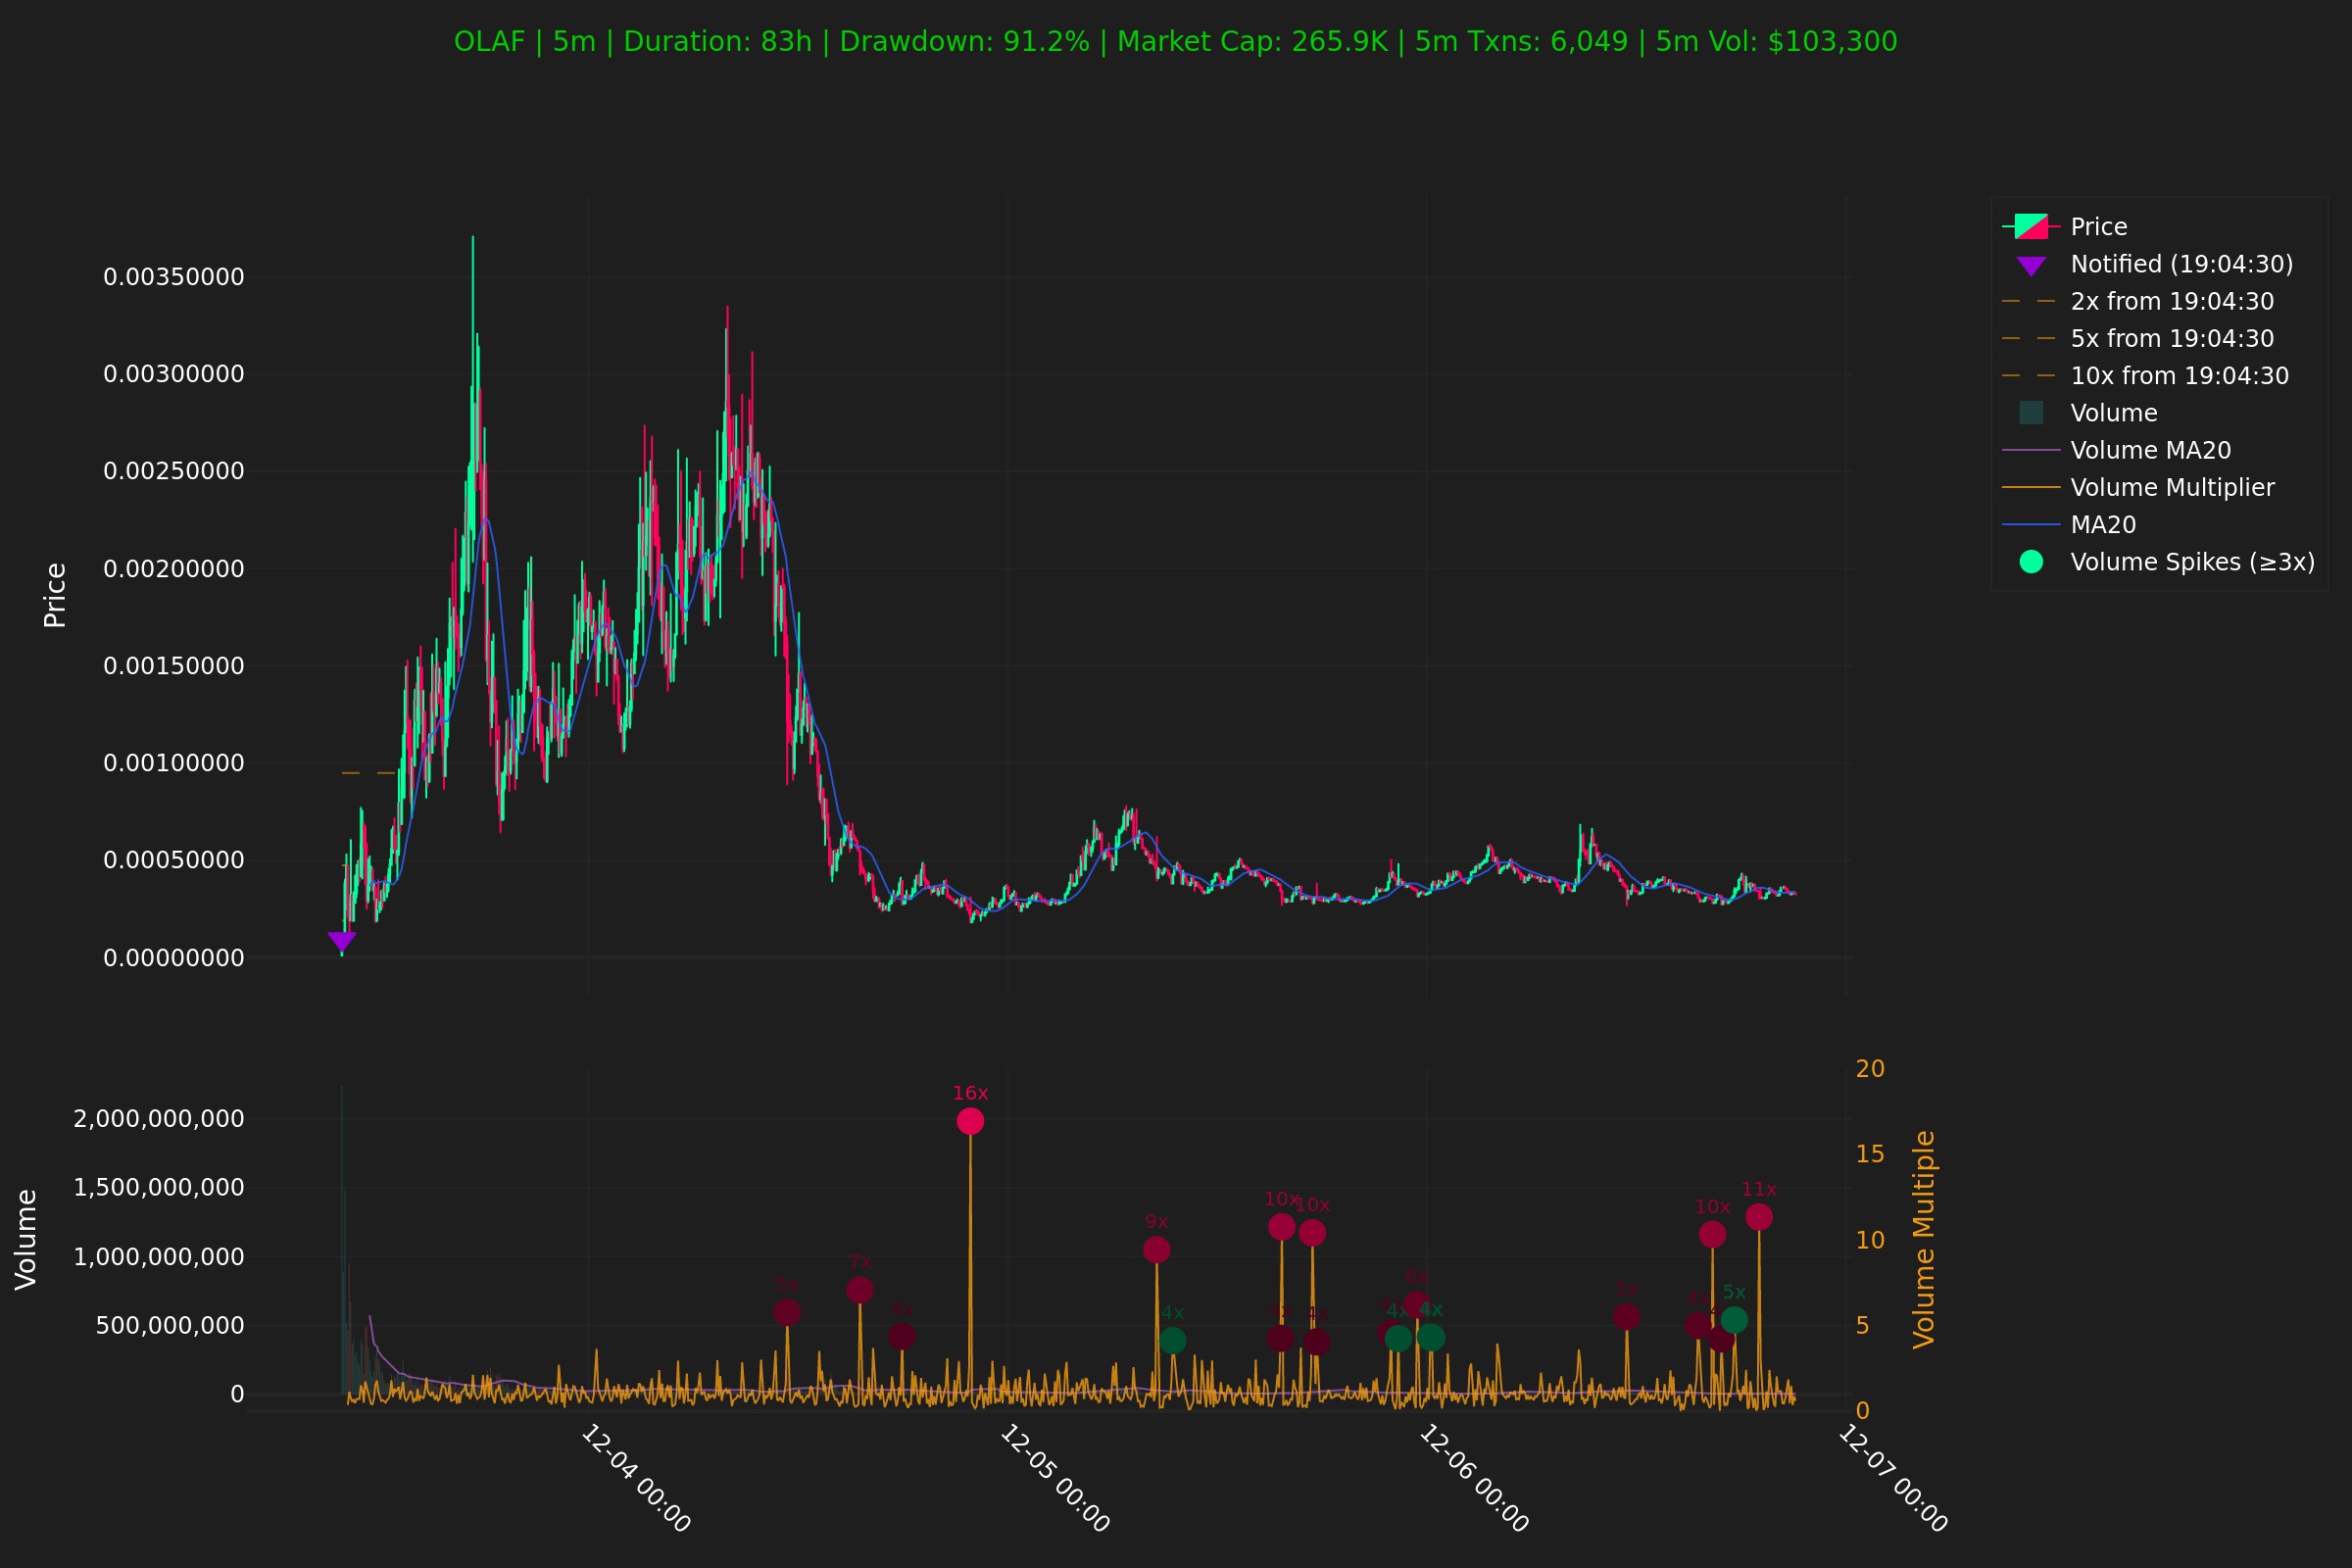 OLAF | 5m | Duration: 83h | Drawdown: 91.2% | Market Cap: 265.9K | 5m Txns: 6,049 | 5m Vol: $103,300
Price
0.00350000
0.00300000
0.00250000
0.00200000
0.00150000
0.00100000
0.00050000
0.00000000
Price
Notified (19:04:30)
2x from 19:04:30
5x from 19:04:30
10x from 19:04:30
Volume
Volume MA20
Volume Multiplier
MA20
Volume Spikes (≥3x)
Volume
2,000,000,000
1,500,000,000
1,000,000,000
500,000,000
0
5x
7x
4x
16x
9x
4x
10x
10x
4x
4x
6x
4x
5x
10x
5x
11x
20
15
10
5
0
Volume Multiple
12-04 00:00
12-05 00:00
12-06 00:00
12-07 00:00